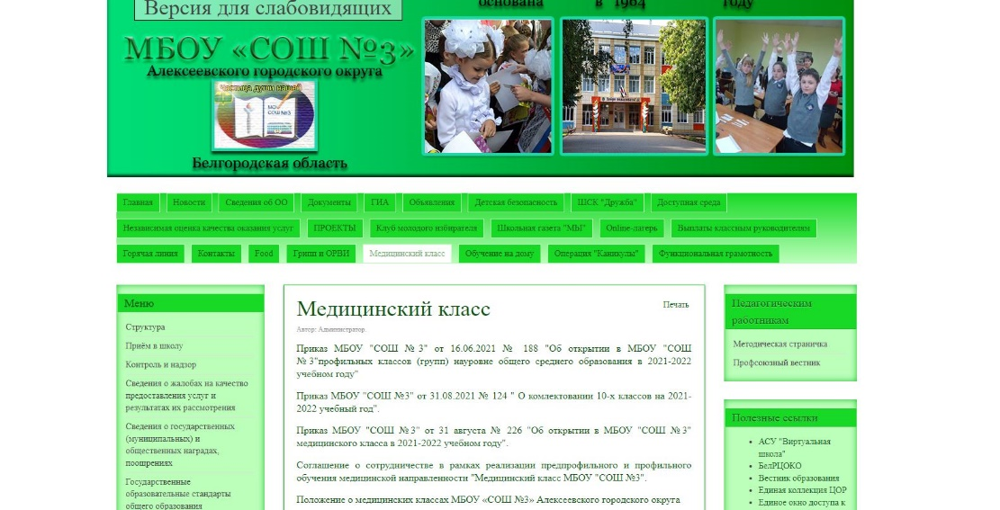 Версия для слабовидящих
основана в 1964 году
МБОУ «СОШ №3»
Алексеевского городского округа
Частица души нашей
МОУ
СОШ №3
Белгородская область
Главная Новости Сведения об ОО Документы ГИА Объявления Детская безопасность ШСК "Дружба" Доступная среда
Независимая оценка качества оказания услуг ПРОЕКТЫ Клуб молодого избирателя Школьная газета "МЫ" Online-лагерь Выплаты классным руководителям
Горячая линия Контакты Food Грипп и ОРВИ Медицинский класс Обучение на дому Операция "Каникулы" Функциональная грамотность
Меню
Структура
Приём в школу
Контроль и надзор
Сведения о жалобах на качество
предоставления услуг и
результатах их рассмотрения
Сведения о государственных
(муниципальных) и
общественных наградах,
поощрениях
Государственные
образовательные стандарты
общего образования
Медицинский класс
Печать
Автор: Администратор.
Приказ МБОУ "СОШ №3" от 16.06.2021 № 188 "Об открытии в МБОУ "СОШ
№3"профильных классов (групп) науровне общего среднего образования в 2021-2022
учебном году"
Приказ МБОУ "СОШ №3" от 31.08.2021 № 124 " О комлектовании 10-х классов на 2021-
2022 учебный год".
Приказ МБОУ "СОШ №3" от 31 августа № 226 "Об открытии в МБОУ "СОШ №3"
медицинского класса в 2021-2022 учебном году".
Соглашение о сотрудничестве в рамках реализации предпрофильного и профильного
обучения медицинской направленности "Медицинский класс МБОУ "СОШ №3".
Положение о медицинских классах МБОУ «СОШ №3» Алексеевского городского округа
Педагогическим
работникам
Методическая страничка
Профсоюзный вестник
Полезные ссылки
АСУ "Виртуальная
школа"
БелРЦОКО
Вестник образования
Единая коллекция ЦОР
Единое окно доступа к